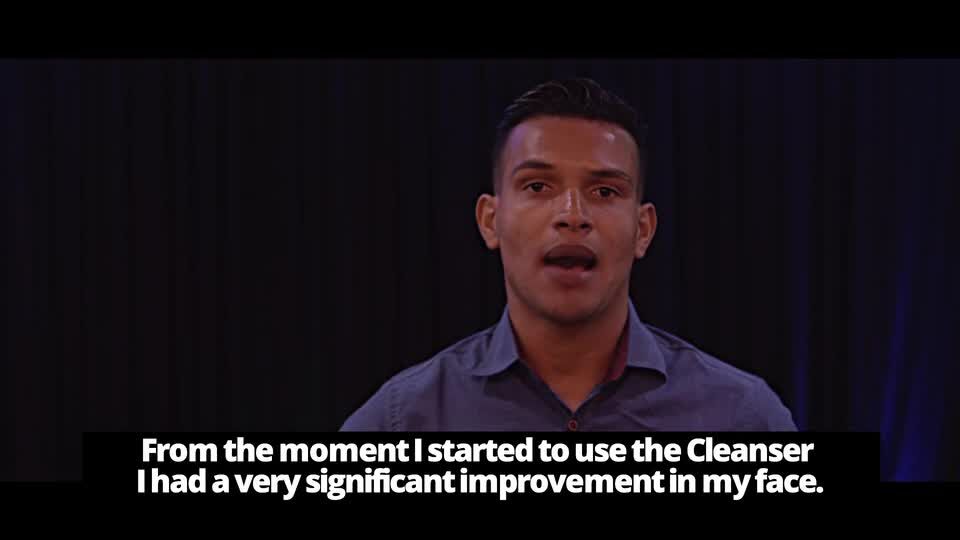 From the moment I started to use the Cleanser
I had a very significant improvement in my face.